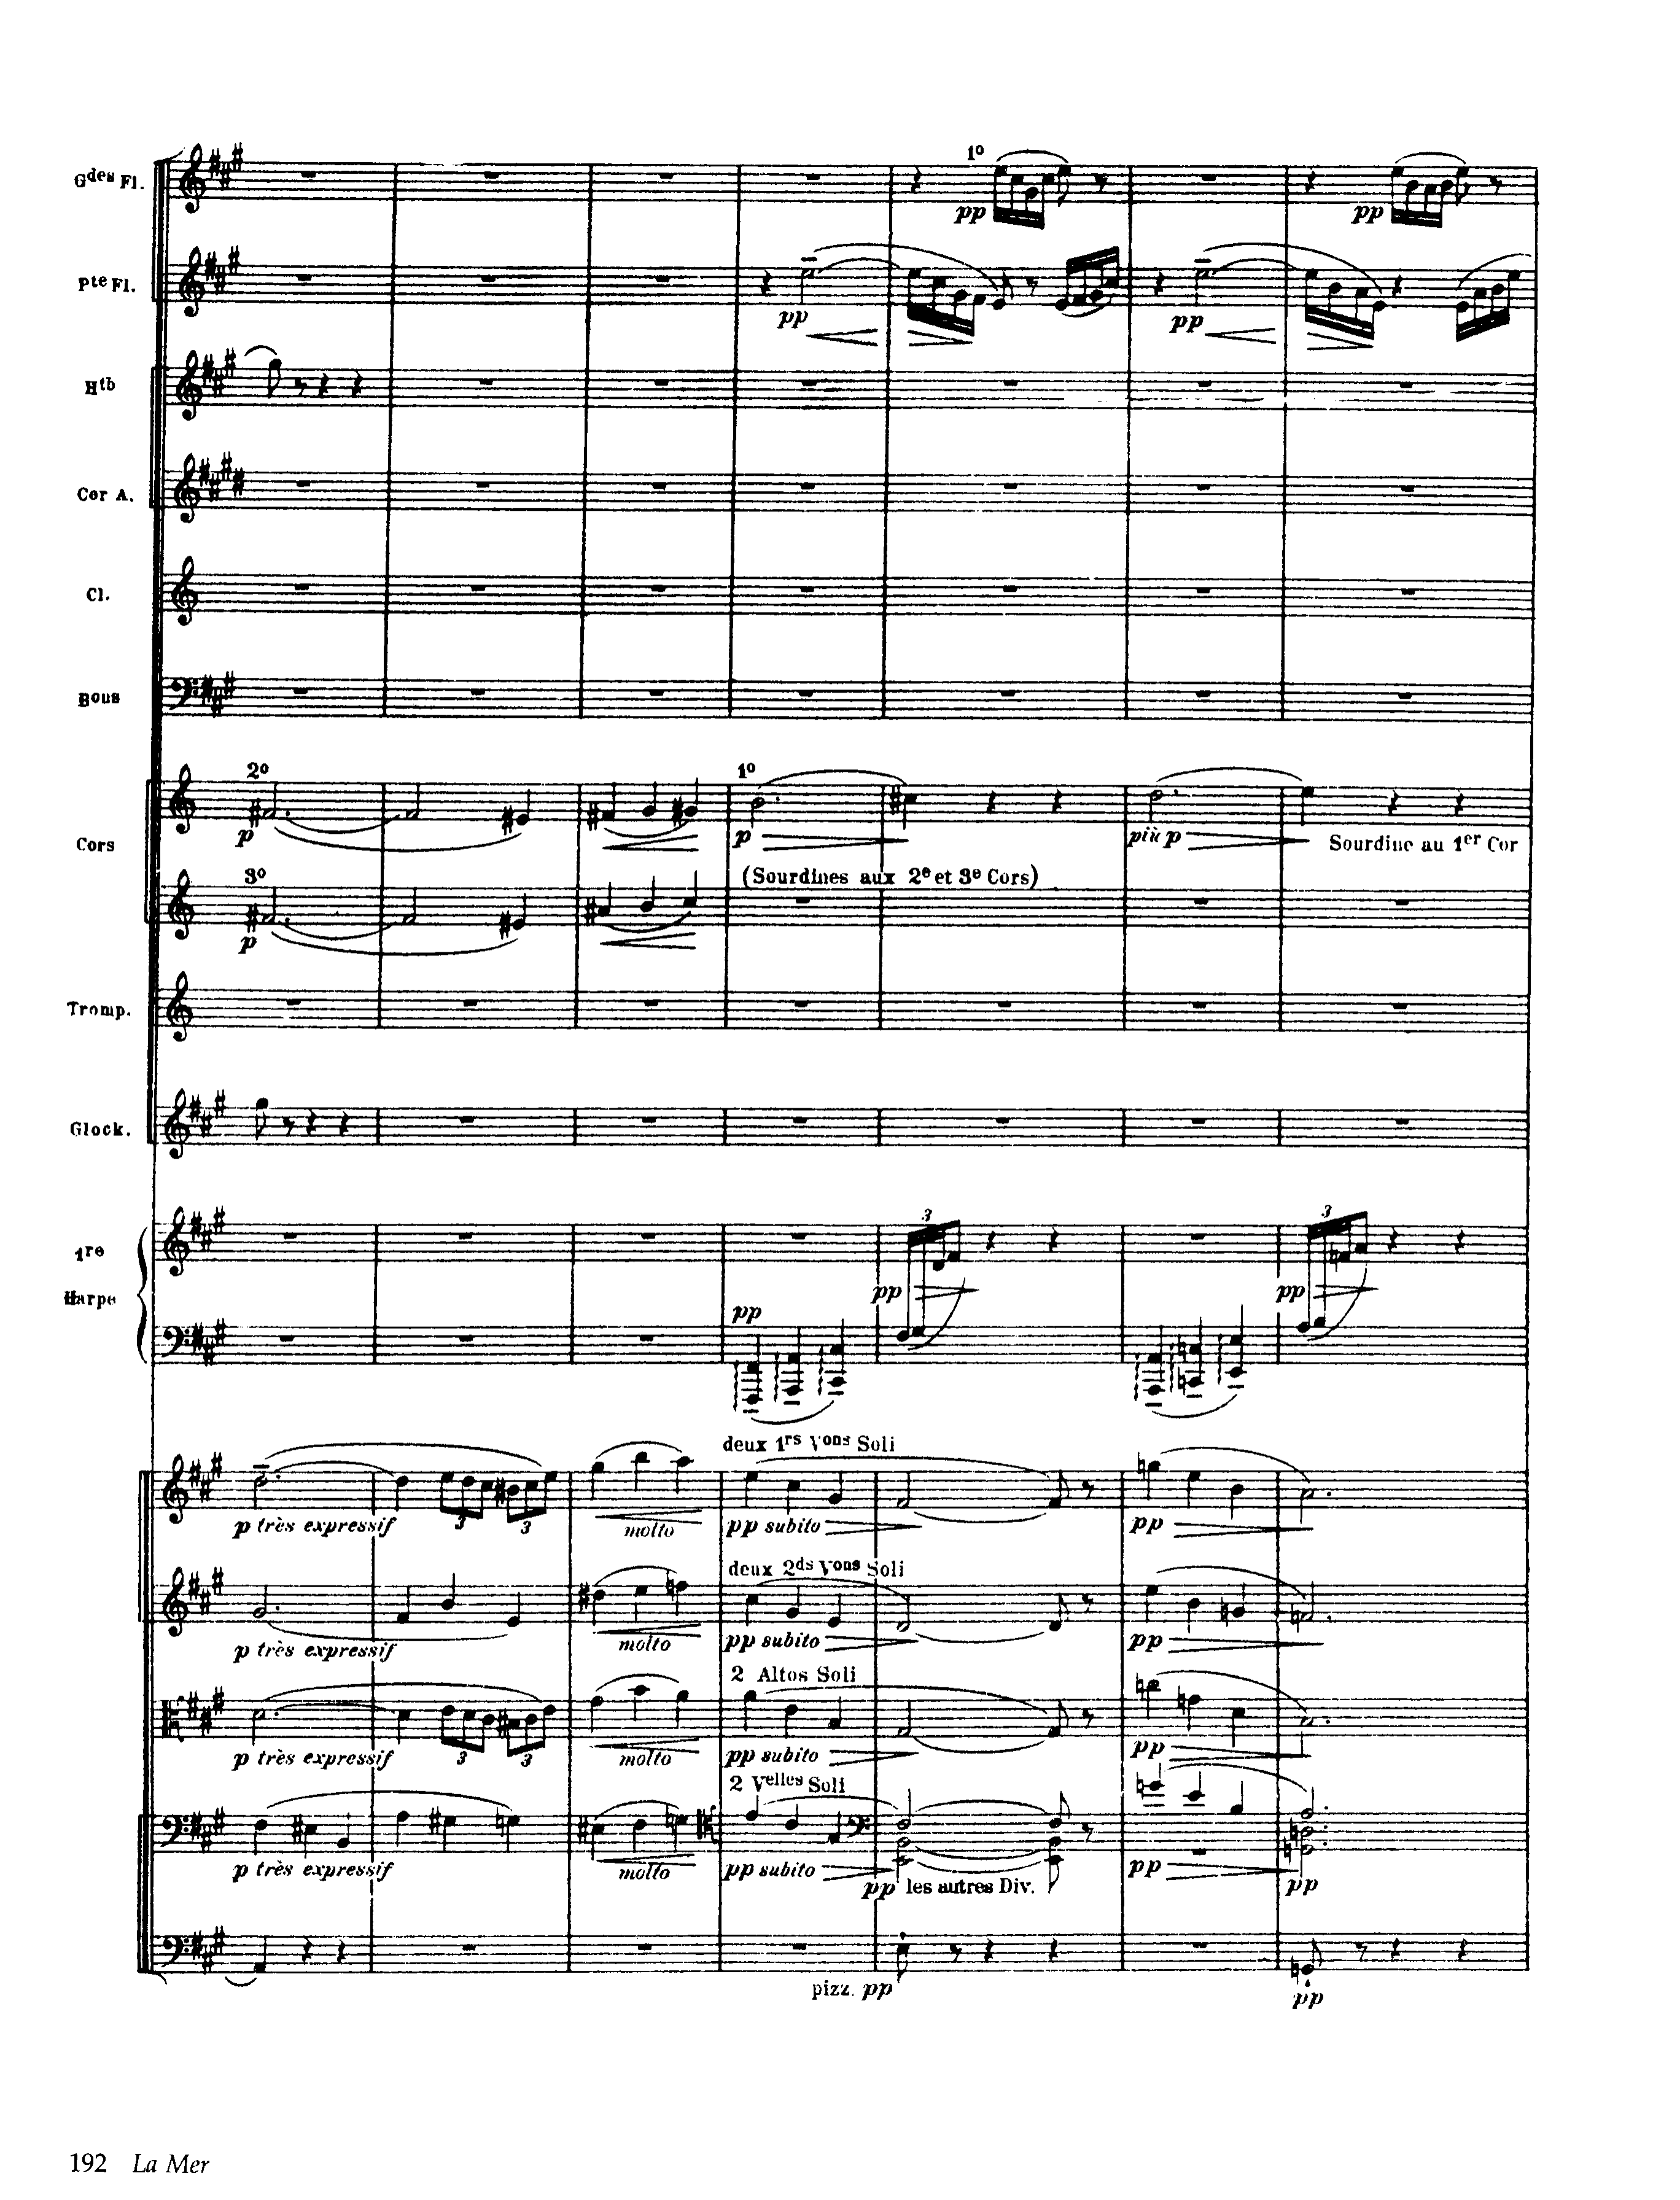 1º
Gdes Fl.
pp
pp
Pte Fl.
pp
pp
Htb
Cor A.
Cl.
Bons
2º
1º
p
p
più p
Sourdine au 1er Cor
Cors
3º
(Sourdines aux 2e et 3e Cors)
p
Tromp.
Glock.
3
3
1re
Harpe
pp
pp
pp
deux 1rs Vons Soli
3
3
p très expressif
molto
pp subito
pp
deux 2ds Vons Soli
p très expressif
molto
pp subito
pp
2 Altos Soli
3
3
p très expressif
molto
pp subito
pp
2 Velles Soli
p très expressif
molto
pp subito
pp
pp les autres Div.
pp
pizz. pp
pp
192 La Mer